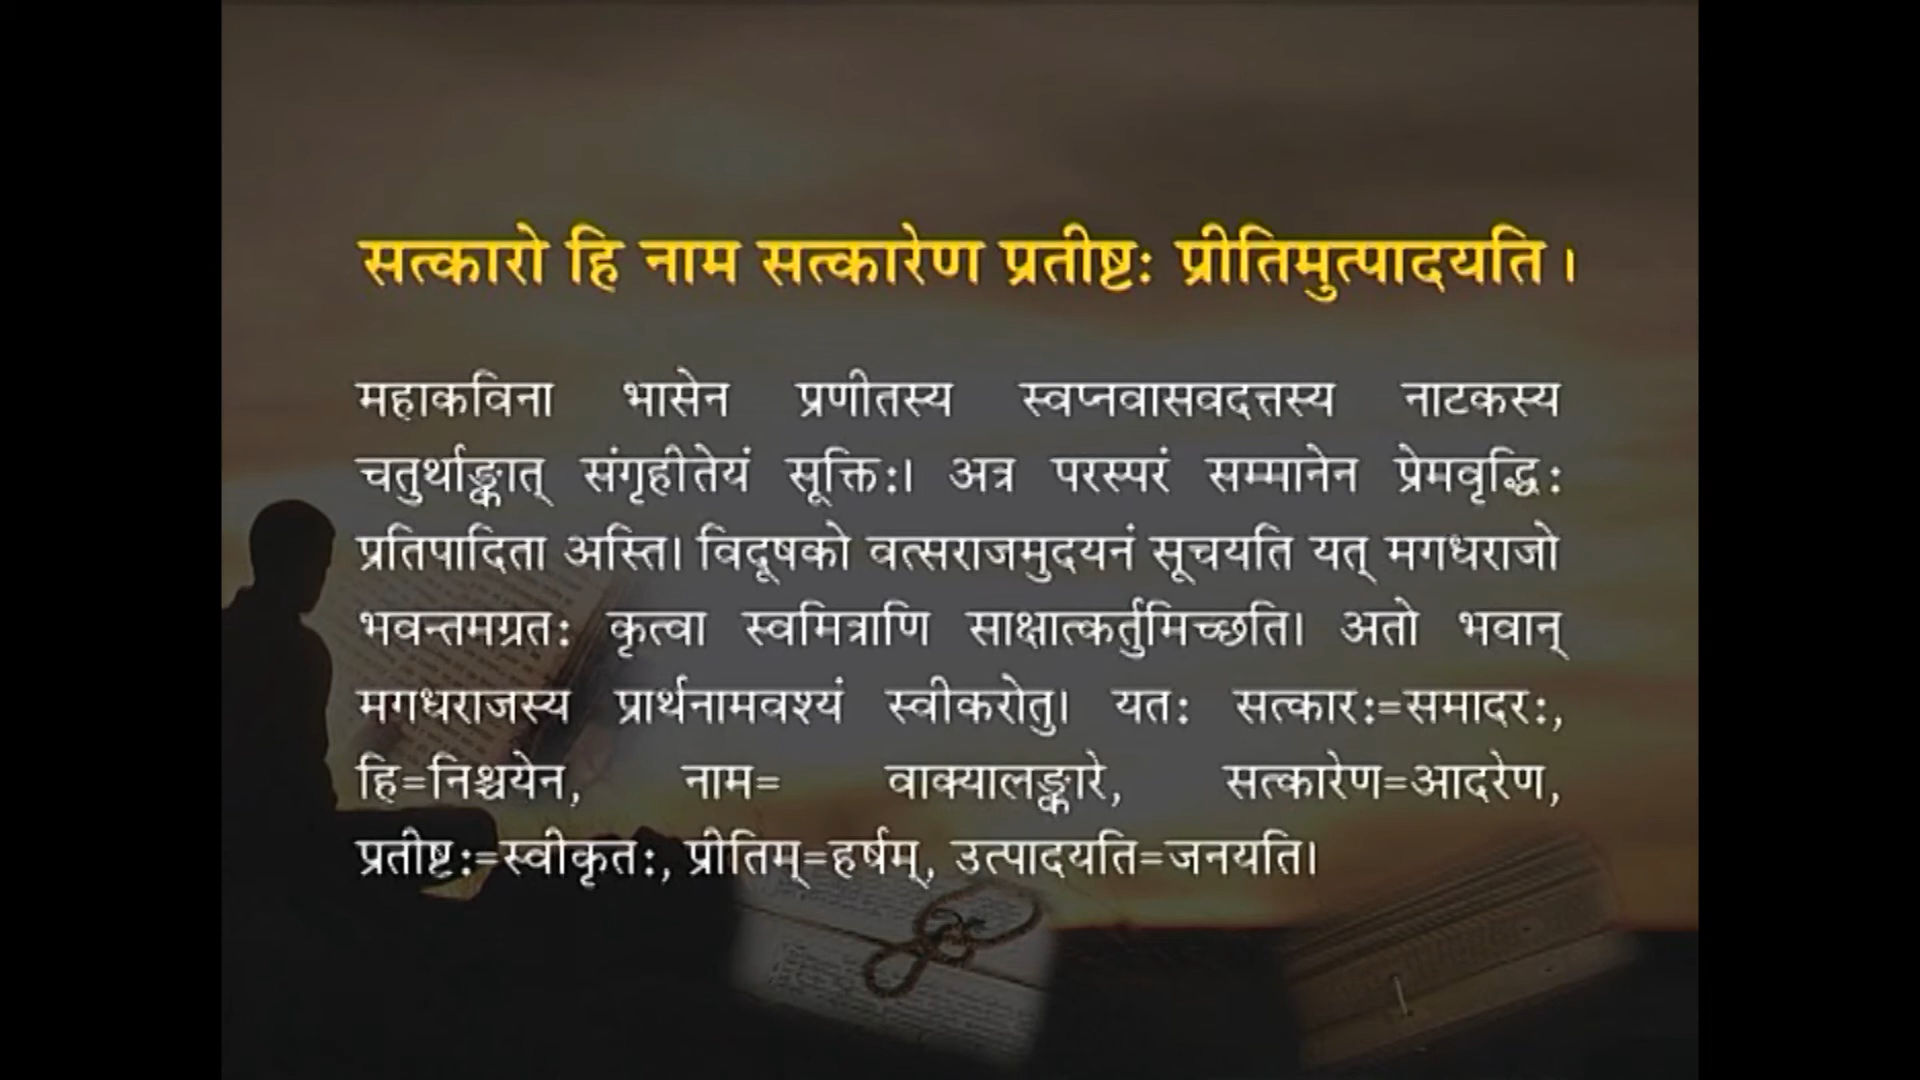 सत्कारो हि नाम सत्कारेण प्रतीष्टः प्रीतिमुत्पादयति ।
महाकविना भासेन प्रणीतस्य स्वप्नवासवदत्तस्य नाटकस्य
चतुर्थाङ्कात् संगृहीतेयं सूक्तिः। अत्र परस्परं सम्मानेन प्रेमवृद्धिः
प्रतिपादिता अस्ति। विदूषको वत्सराजमुदयनं सूचयति यत् मगधराजो
भवन्तमग्रतः कृत्वा स्वमित्राणि साक्षात्कर्तुमिच्छति। अतो भवान्
मगधराजस्य प्रार्थनामवश्यं स्वीकरोतु। यतः सत्कारः=समादरः,
हि=निश्चयेन, नाम= वाक्यालङ्कारे, सत्कारेण=आदरेण,
प्रतीष्टः=स्वीकृतः, प्रीतिम्=हर्षम्, उत्पादयति=जनयति।